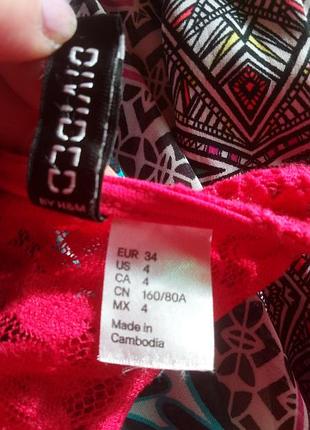 DIVIDED
BY H&M
EUR 34
US 4
CA 4
CN 160/80A
MX 4
Made in
Cambodia